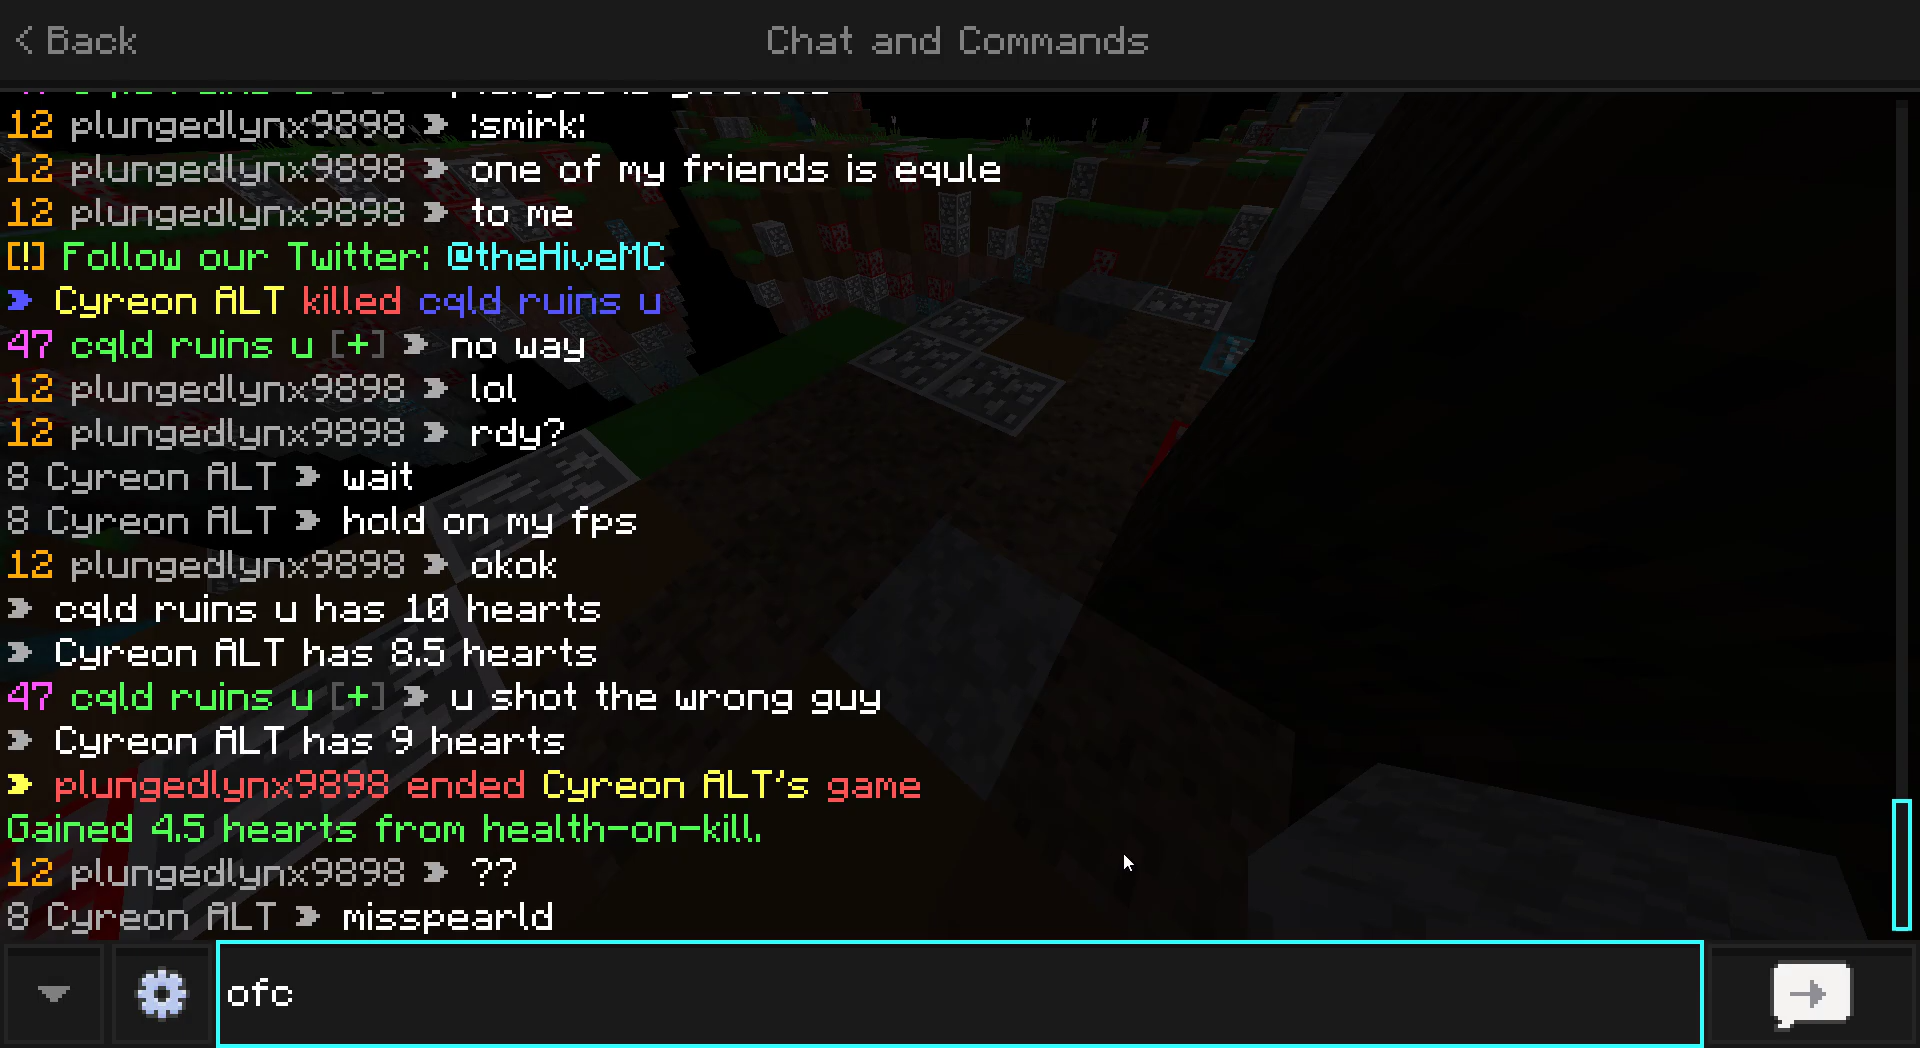 Back
Chat and Commands
12 plungedlynx9898 :smirk:
12 plungedlynx9898 one of my friends is equle
12 plungedlynx9898 to me
[!] Follow our Twitter: @theHiveMC
Cyreon ALT killed cqld ruins u
47 cqld ruins u [+] no way
12 plungedlynx9898 lol
12 plungedlynx9898 rdy?
8 Cyreon ALT wait
8 Cyreon ALT hold on my fps
12 plungedlynx9898 okok
cqld ruins u has 10 hearts
Cyreon ALT has 8.5 hearts
47 cqld ruins u [+] u shot the wrong guy
Cyreon ALT has 9 hearts
plungedlynx9898 ended Cyreon ALT's game
Gained 4.5 hearts from health-on-kill.
12 plungedlynx9898 ??
8 Cyreon ALT misspearld
ofc